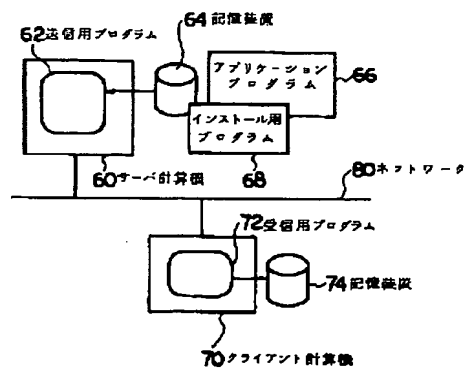 62送信用プログラム
64記憶装置
アプリケーション
プログラム
66
インストール用
プログラム
60サーバ計算機
68
80ネットワーク
72受信用プログラム
74記憶装置
70クライアント計算機